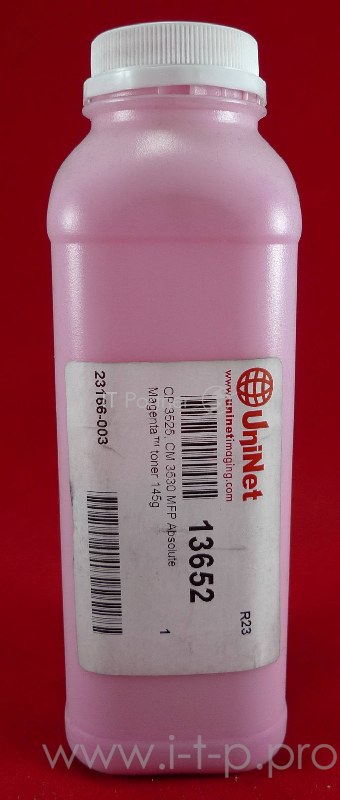 UniNet
www.uninetimaging.com
13652
R23
CP 3525, CM 3530 MFP Absolute
Magenta™ toner 145g
1
23166-003
www.i-t-p.pro